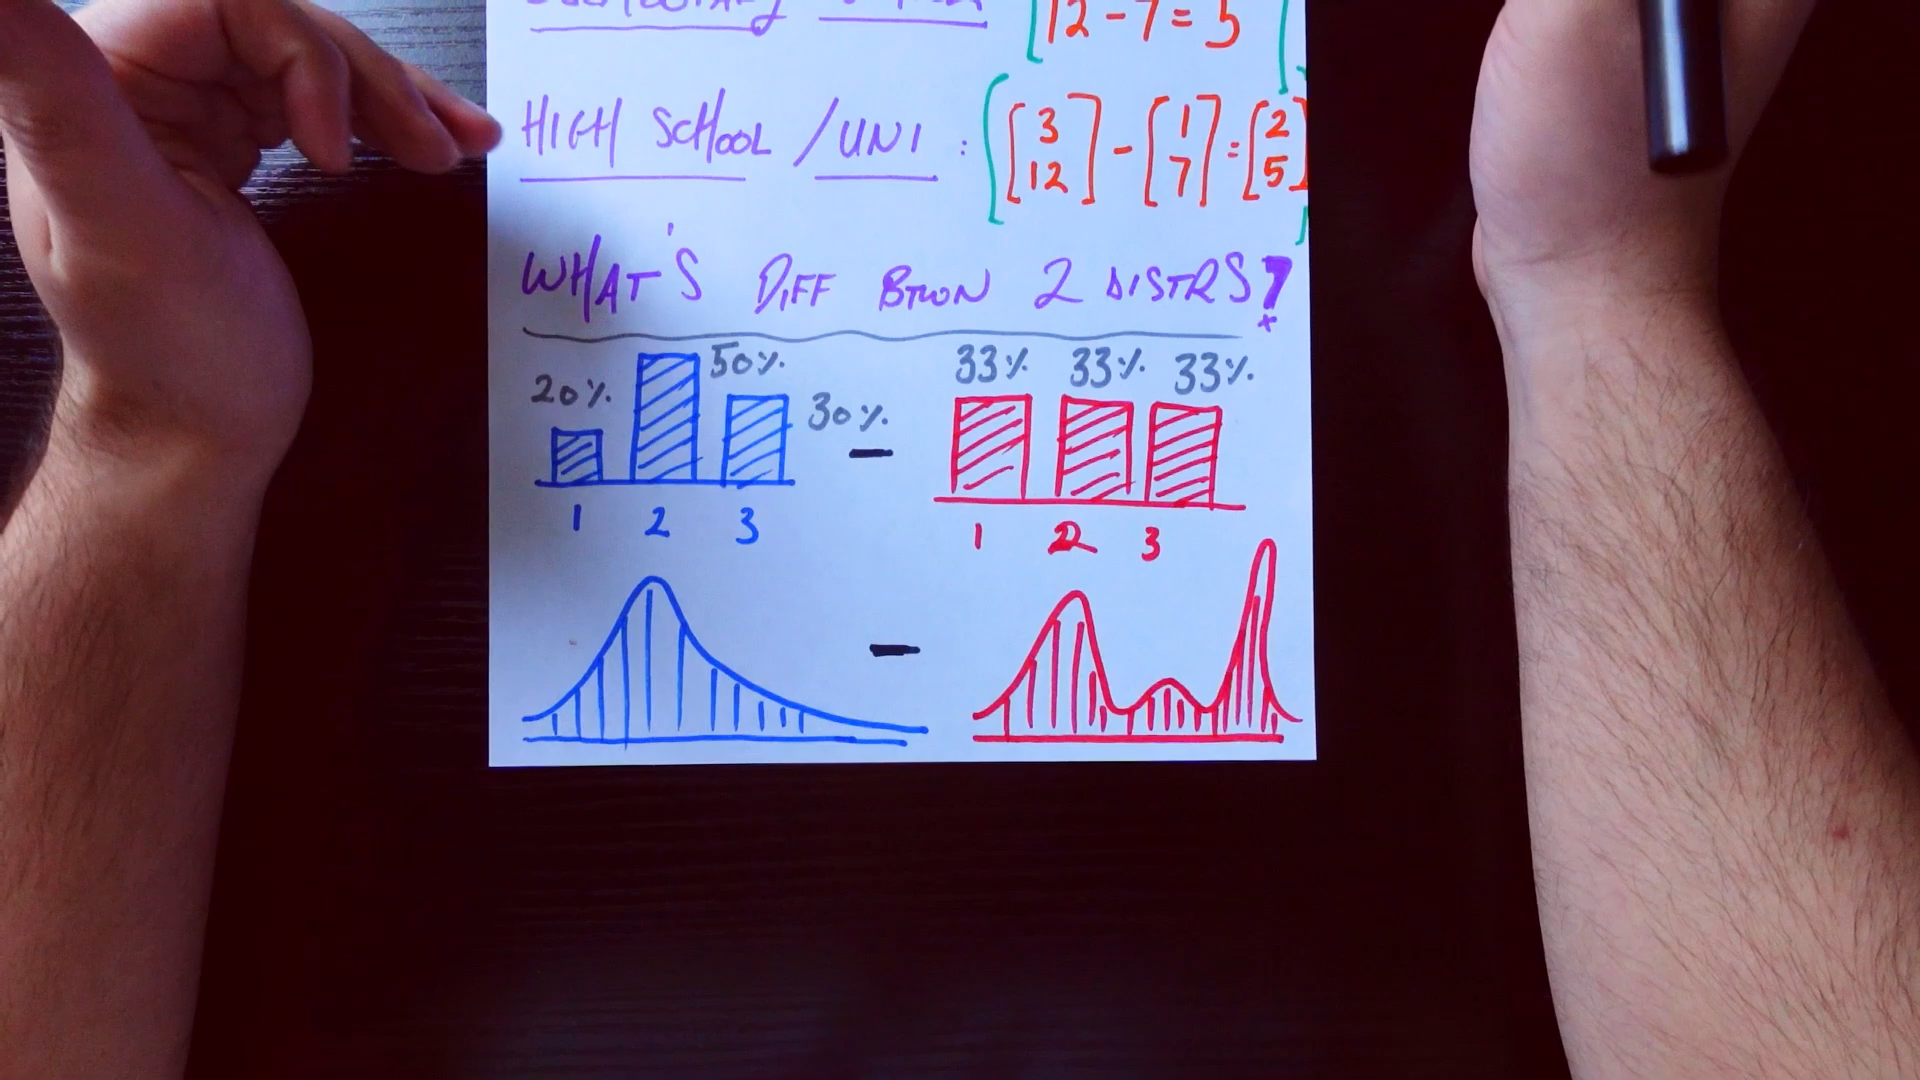 12-7=5
HIGH SCHOOL / UNI : [3 12] - [1 7] = [2 5]
WHAT'S DIFF BTWN 2 DISTRS?
20% 50% 30% - 33% 33% 33%
1 2 3 1 2 3
-